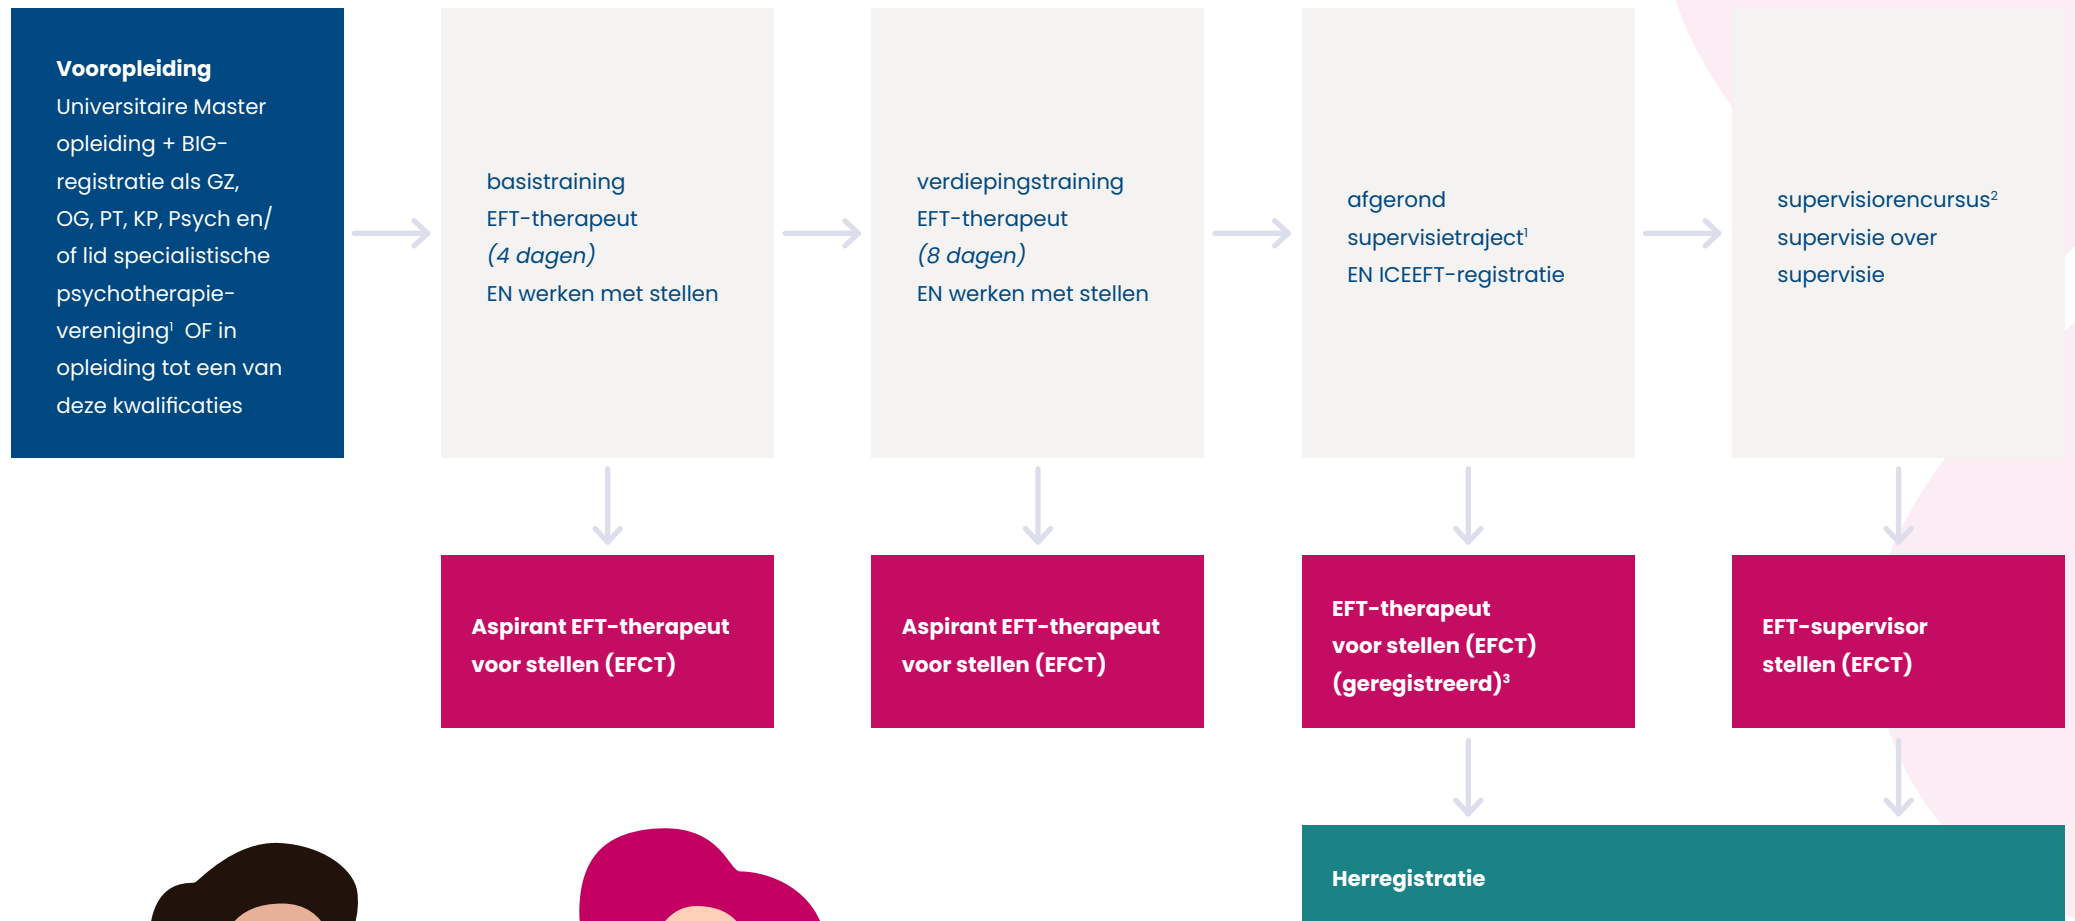 Vooropleiding
Universitaire Master
opleiding + BIG-
registratie als GZ,
OG, PT, KP, Psych en/
of lid specialistische
psychotherapie-
vereniging¹ OF in
opleiding tot een van
deze kwalificaties
basistraining
EFT-therapeut
(4 dagen)
EN werken met stellen
verdiepingstraining
EFT-therapeut
(8 dagen)
EN werken met stellen
afgerond
supervisietraject¹
EN ICEEFT-registratie
supervisiorencursus²
supervisie over
supervisie
Aspirant EFT-therapeut
voor stellen (EFCT)
Aspirant EFT-therapeut
voor stellen (EFCT)
EFT-therapeut
voor stellen (EFCT)
(geregistreerd)³
EFT-supervisor
stellen (EFCT)
Herregistratie